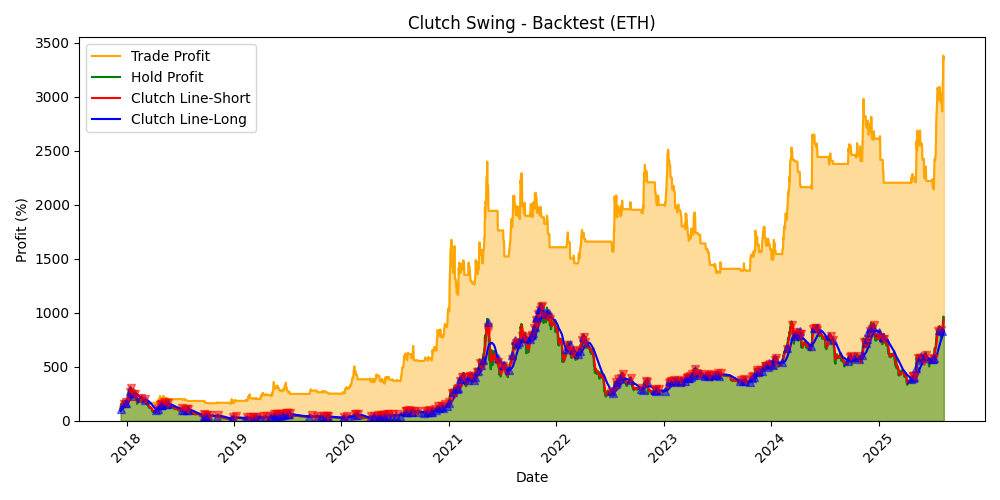 Clutch Swing - Backtest (ETH)
Trade Profit
Hold Profit
Clutch Line-Short
Clutch Line-Long
Profit (%)
3500
3000
2500
2000
1500
1000
500
0
2018
2019
2020
2021
2022
2023
2024
2025
Date